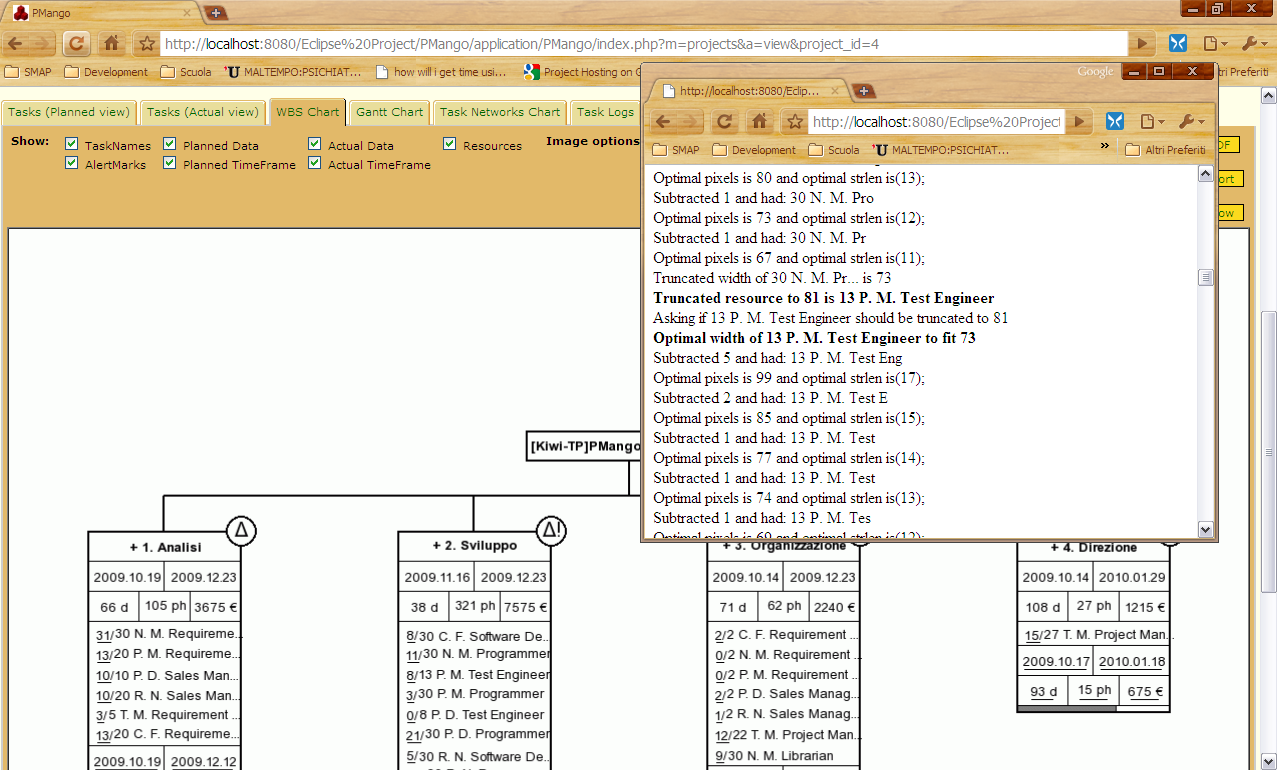 PMango
http://localhost:8080/Eclipse%20Project/PMango/application/PMango/index.php?m=projects&a=view&project_id=4
SMAP Development Scuola MALTEMPO:PSICHIAT... how will i get time usi... Project Hosting on G
tri Preferiti
Tasks (Planned view) Tasks (Actual view) WBS Chart Gantt Chart Task Networks Chart Task Logs
Show: TaskNames Planned Data Actual Data Resources Image options
AlertMarks Planned TimeFrame Actual TimeFrame
DF
ort
ow
Google
http://localhost:8080/Eclip...
http://localhost:8080/Eclipse%20Project
SMAP Development Scuola MALTEMPO:PSICHIAT... » Altri Preferiti
Optimal pixels is 80 and optimal strlen is(13);
Subtracted 1 and had: 30 N. M. Pro
Optimal pixels is 73 and optimal strlen is(12);
Subtracted 1 and had: 30 N. M. Pr
Optimal pixels is 67 and optimal strlen is(11);
Truncated width of 30 N. M. Pr... is 73
Truncated resource to 81 is 13 P. M. Test Engineer
Asking if 13 P. M. Test Engineer should be truncated to 81
Optimal width of 13 P. M. Test Engineer to fit 73
Subtracted 5 and had: 13 P. M. Test Eng
Optimal pixels is 99 and optimal strlen is(17);
Subtracted 2 and had: 13 P. M. Test E
Optimal pixels is 85 and optimal strlen is(15);
Subtracted 1 and had: 13 P. M. Test
Optimal pixels is 77 and optimal strlen is(14);
Subtracted 1 and had: 13 P. M. Test
Optimal pixels is 74 and optimal strlen is(13);
Subtracted 1 and had: 13 P. M. Tes
Optimal pixels is 69 and optimal strlen is(12);
[Kiwi-TP]PMango
Δ
+ 1. Analisi
2009.10.19 2009.12.23
66 d 105 ph 3675 €
31/30 N. M. Requireme...
13/20 P. M. Requireme...
10/10 P. D. Sales Man...
10/20 R. N. Sales Man...
3/5 T. M. Requirement ...
13/20 C. F. Requireme...
2009.10.19 2009.12.12
Δ!
+ 2. Sviluppo
2009.11.16 2009.12.23
38 d 321 ph 7575 €
8/30 C. F. Software De...
11/30 N. M. Programmer
8/13 P. M. Test Engineer
3/30 P. M. Programmer
0/8 P. D. Test Engineer
21/30 P. D. Programmer
5/30 R. N. Software De...
+ 3. Organizzazione
2009.10.14 2009.12.23
71 d 62 ph 2240 €
2/2 C. F. Requirement ...
0/2 N. M. Requirement ...
0/2 P. M. Requirement ...
2/2 P. D. Sales Manag...
1/2 R. N. Sales Manag...
12/22 T. M. Project Man...
9/30 N. M. Librarian
+ 4. Direzione
2009.10.14 2010.01.29
108 d 27 ph 1215 €
15/27 T. M. Project Man...
2009.10.17 2010.01.18
93 d 15 ph 675 €